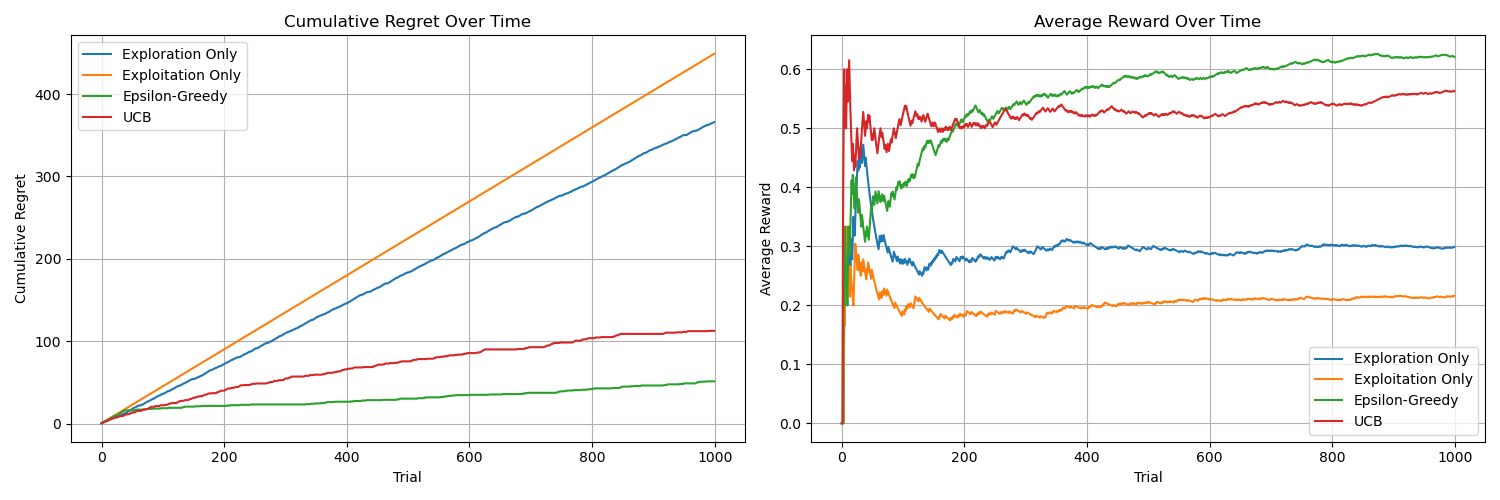 Cumulative Regret Over Time
Exploration Only
Exploitation Only
Epsilon-Greedy
UCB
Cumulative Regret
400
300
200
100
0
0 200 400 600 800 1000
Trial
Average Reward Over Time
Average Reward
0.6
0.5
0.4
0.3
0.2
0.1
0.0
Exploration Only
Exploitation Only
Epsilon-Greedy
UCB
0 200 400 600 800 1000
Trial